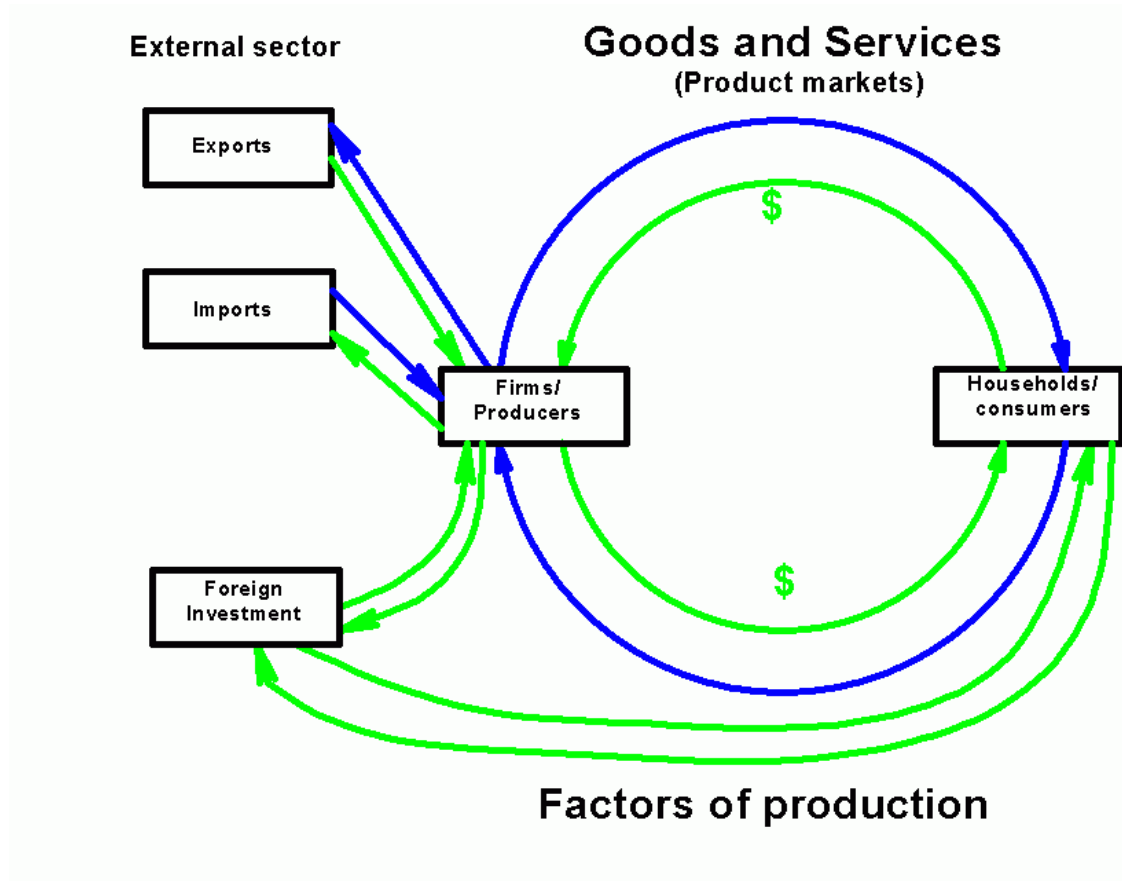 External sector
Goods and Services
(Product markets)
Exports
$
Imports
Firms/
Producers
Households/
consumers
$
Foreign
Investment
Factors of production